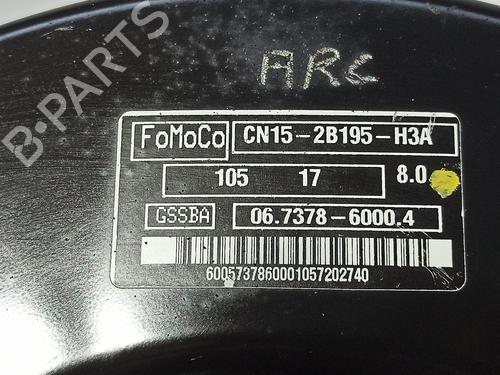 B-PARTS
ARC
FoMoCo CN15-2B195-H3A
105 17 8.0
GSSBA 06.7378-6000.4
6005737860001057202740